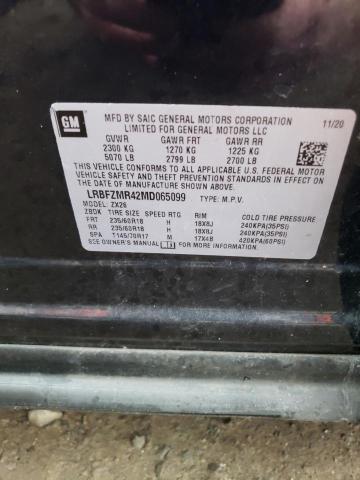 GM
MFD BY SAIC GENERAL MOTORS CORPORATION 11/20
LIMITED FOR GENERAL MOTORS LLC
GVWR GAWR FRT GAWR RR
2300 KG 1270 KG 1225 KG
5070 LB 2799 LB 2700 LB
THIS VEHICLE CONFORMS TO ALL APPLICABLE U.S. FEDERAL MOTOR
VEHICLE SAFETY AND THEFT PREVENTION STANDARDS IN
EFFECT ON THE DATE OF MANUFACTURE SHOWN ABOVE.
LRBFZMR42MD065099 TYPE: M.P.V.
MODEL: ZX26
ZBDK TIRE SIZE SPEED RTG RIM COLD TIRE PRESSURE
FRT 235/60R18 H 18X8J 240KPA(35PSI)
RR 235/60R18 H 18X8J 240KPA(35PSI)
SPA T145/70R17 M 17X4B 420KPA(60PSI)
SEE OWNER'S MANUAL FOR ADDITIONAL INFORMATION